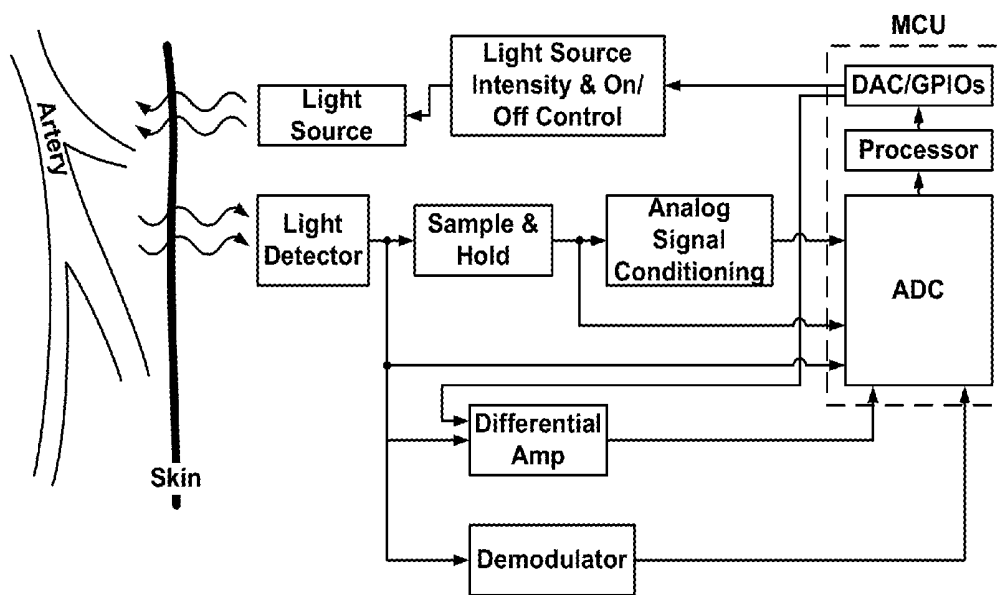 MCU
Light Source
Intensity & On/
Off Control
DAC/GPIOs
Light
Source
Artery
Processor
Light
Detector
Sample &
Hold
Analog
Signal
Conditioning
ADC
Differential
Amp
Skin
Demodulator